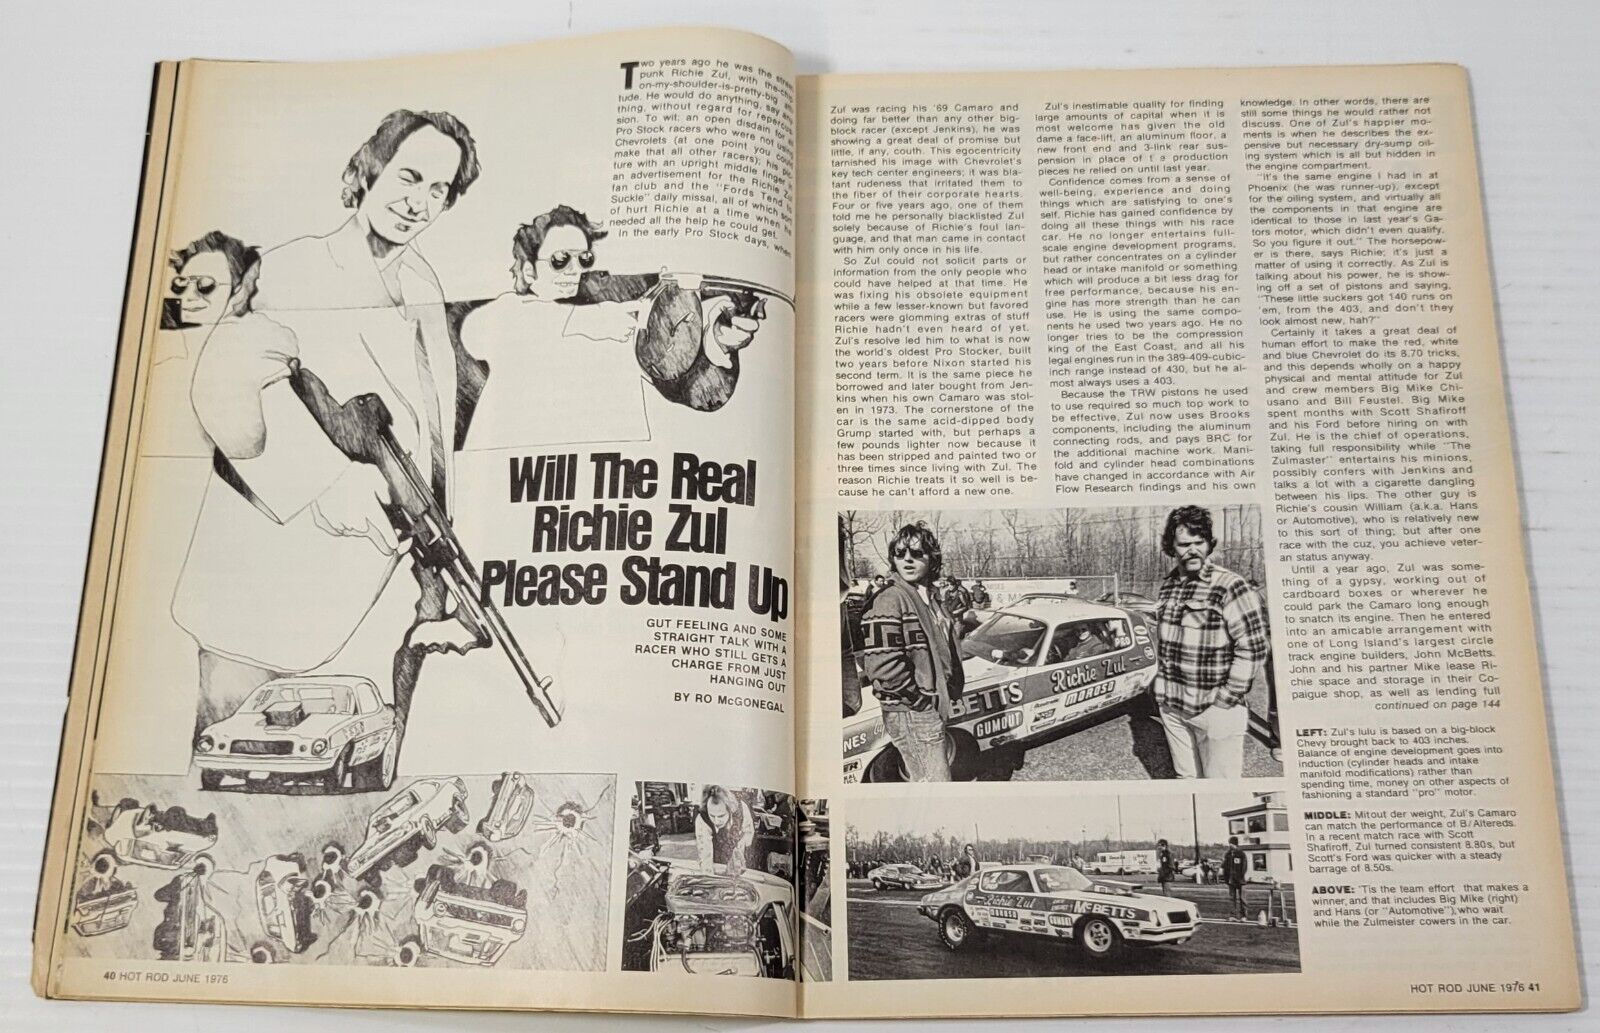 Two years ago he was the street
punk Richie Zul, with the-chip-
on-my-shoulder-is-pretty-big
tude. He would do anything, say any-
thing, without regard for repercus-
sion. To wit: an open disdain for all
Pro Stock racers who were not using
Chevrolets (at one point you could
make that all other racers); his pic-
ture with an upright middle finger in
an advertisement for the Richie Zul
fan club and the "Fords Tend to
Suckle" daily missal, all of which sort
of hurt Richie at a time when he
needed all the help he could get.
In the early Pro Stock days, when
Will The Real
Richie Zul
Please Stand Up
GUT FEELING AND SOME
STRAIGHT TALK WITH A
RACER WHO STILL GETS A
CHARGE FROM JUST
HANGING OUT
BY RO McGONEGAL
40 HOT ROD JUNE 1976
Zul was racing his '69 Camaro and
doing far better than any other big-
block racer (except Jenkins), he was
showing a great deal of promise but
little, if any, couth. This egocentricity
tarnished his image with Chevrolet's
key tech center engineers; it was bla-
tant rudeness that irritated them to
the fiber of their corporate hearts.
Four or five years ago, one of them
told me he personally blacklisted Zul
solely because of Richie's foul lan-
guage, and that man came in contact
with him only once in his life.
So Zul could not solicit parts or
information from the only people who
could have helped at that time. He
was fixing his obsolete equipment
while a few lesser-known but favored
racers were glomming extras of stuff
Richie hadn't even heard of yet.
Zul's resolve led him to what is now
the world's oldest Pro Stocker, built
two years before Nixon started his
second term. It is the same piece he
borrowed and later bought from Jen-
kins when his own Camaro was stol-
en in 1973. The cornerstone of the
car is the same acid-dipped body
Grump started with, but perhaps a
few pounds lighter now because it
has been stripped and painted two or
three times since living with Zul. The
reason Richie treats it so well is be-
cause he can't afford a new one.
Zul's inestimable quality for finding
large amounts of capital when it is
most welcome has given the old
dame a face-lift, an aluminum floor, a
new front end and 3-link rear sus-
pension in place of t e production
pieces he relied on until last year.
Confidence comes from a sense of
well-being, experience and doing
things which are satisfying to one's
self. Richie has gained confidence by
doing all these things with his race
car. He no longer entertains full-
scale engine development programs,
but rather concentrates on a cylinder
head or intake manifold or something
which will produce a bit less drag for
free performance, because his en-
gine has more strength than he can
use. He is using the same compo-
nents he used two years ago. He no
longer tries to be the compression
king of the East Coast, and all his
legal engines run in the 389-409-cubic-
inch range instead of 430, but he al-
most always uses a 403.
Because the TRW pistons he used
to use required so much top work to
be effective, Zul now uses Brooks
components, including the aluminum
connecting rods, and pays BRC for
the additional machine work. Mani-
fold and cylinder head combinations
have changed in accordance with Air
Flow Research findings and his own
knowledge. In other words, there are
still some things he would rather not
discuss. One of Zul's happier mo-
ments is when he describes the ex-
pensive but necessary dry-sump oil-
ing system which is all but hidden in
the engine compartment.
"It's the same engine I had in at
Phoenix (he was runner-up), except
for the oiling system, and virtually all
the components in that engine are
identical to those in last year's Ga-
tors motor, which didn't even qualify.
So you figure it out." The horsepow-
er is there, says Richie; it's just a
matter of using it correctly. As Zul is
talking about his power, he is show-
ing off a set of pistons and saying,
"These little suckers got 140 runs on
'em, from the 403, and don't they
look almost new, hah?"
Certainly it takes a great deal of
human effort to make the red, white
and blue Chevrolet do its 8.70 tricks,
and this depends wholly on a happy
physical and mental attitude for Zul
and crew members Big Mike Chi-
usano and Bill Feustel. Big Mike
spent months with Scott Shafiroff
and his Ford before hiring on with
Zul. He is the chief of operations,
taking full responsibility while "The
Zulmaster" entertains his minions,
possibly confers with Jenkins and
talks a lot with a cigarette dangling
between his lips. The other guy is
Richie's cousin William (a.k.a. Hans
or Automotive), who is relatively new
to this sort of thing; but after one
race with the cuz, you achieve veter-
an status anyway.
Until a year ago, Zul was some-
thing of a gypsy, working out of
cardboard boxes or wherever he
could park the Camaro long enough
to snatch its engine. Then he entered
into an amicable arrangement with
one of Long Island's largest circle
track engine builders, John McBetts.
John and his partner Mike lease Ri-
chie space and storage in their Co-
paigue shop, as well as lending full
continued on page 144
LEFT: Zul's lulu is based on a big-block
Chevy brought back to 403 inches.
Balance of engine development goes into
induction (cylinder heads and intake
manifold modifications) rather than
spending time, money on other aspects of
fashioning a standard "pro" motor.
MIDDLE: Mitout der weight, Zul's Camaro
can match the performance of B/Altereds.
In a recent match race with Scott
Shafiroff, Zul turned consistent 8.80s, but
Scott's Ford was quicker with a steady
barrage of 8.50s.
ABOVE: 'Tis the team effort that makes a
winner, and that includes Big Mike (right)
and Hans (or "Automotive"), who wait
while the Zulmeister cowers in the car.
Richie Zul
BETTS
MOROSO
GUMOUT
PRO
Richie Zul
McBETTS
MOROSO
GUMOUT
HOT ROD JUNE 1976 41